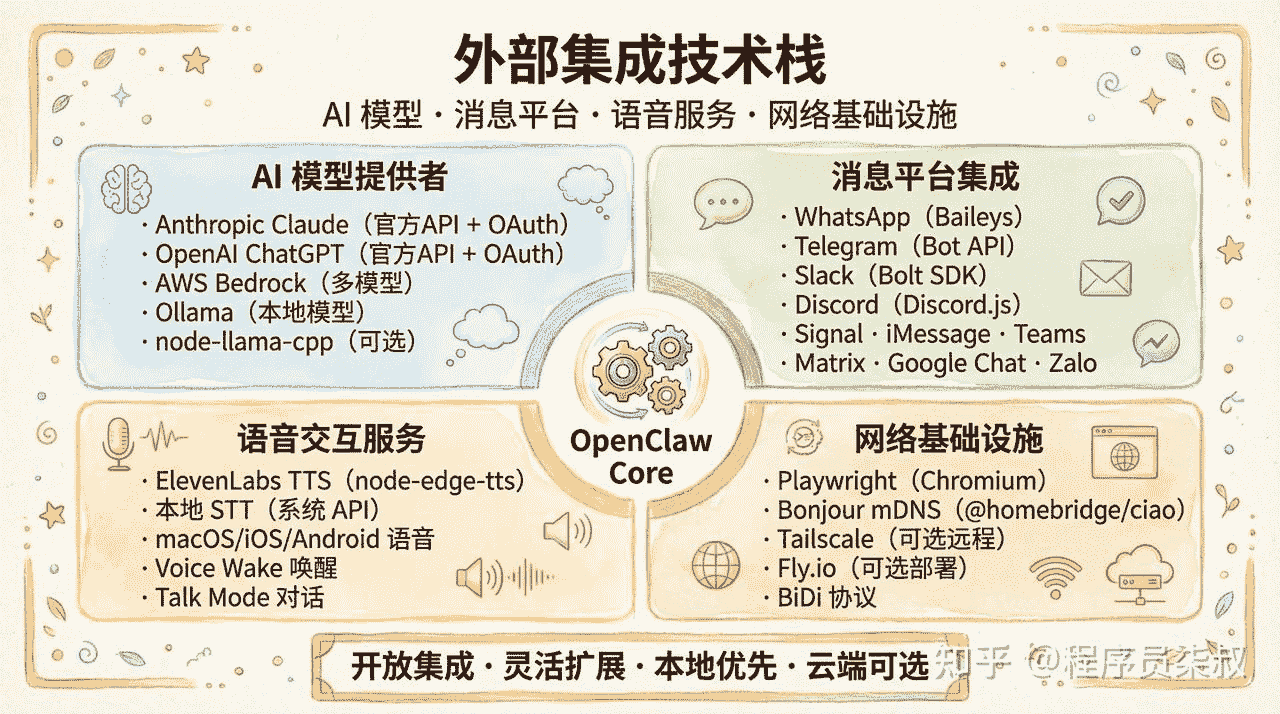 外部集成技术栈
AI 模型 · 消息平台 · 语音服务 · 网络基础设施
AI 模型提供者
· Anthropic Claude（官方API + OAuth）
· OpenAI ChatGPT（官方API + OAuth）
· AWS Bedrock（多模型）
· Ollama（本地模型）
· node-llama-cpp（可选）
消息平台集成
· WhatsApp（Baileys）
· Telegram（Bot API）
· Slack（Bolt SDK）
· Discord（Discord.js）
· Signal · iMessage · Teams
· Matrix · Google Chat · Zalo
OpenClaw
Core
语音交互服务
· ElevenLabs TTS（node-edge-tts）
· 本地 STT（系统 API）
· macOS/iOS/Android 语音
· Voice Wake 唤醒
· Talk Mode 对话
网络基础设施
· Playwright（Chromium）
· Bonjour mDNS（@homebridge/ciao）
· Tailscale（可选远程）
· Fly.io（可选部署）
· BiDi 协议
开放集成 · 灵活扩展 · 本地优先 · 云端可选
知乎 @程序员柒叔